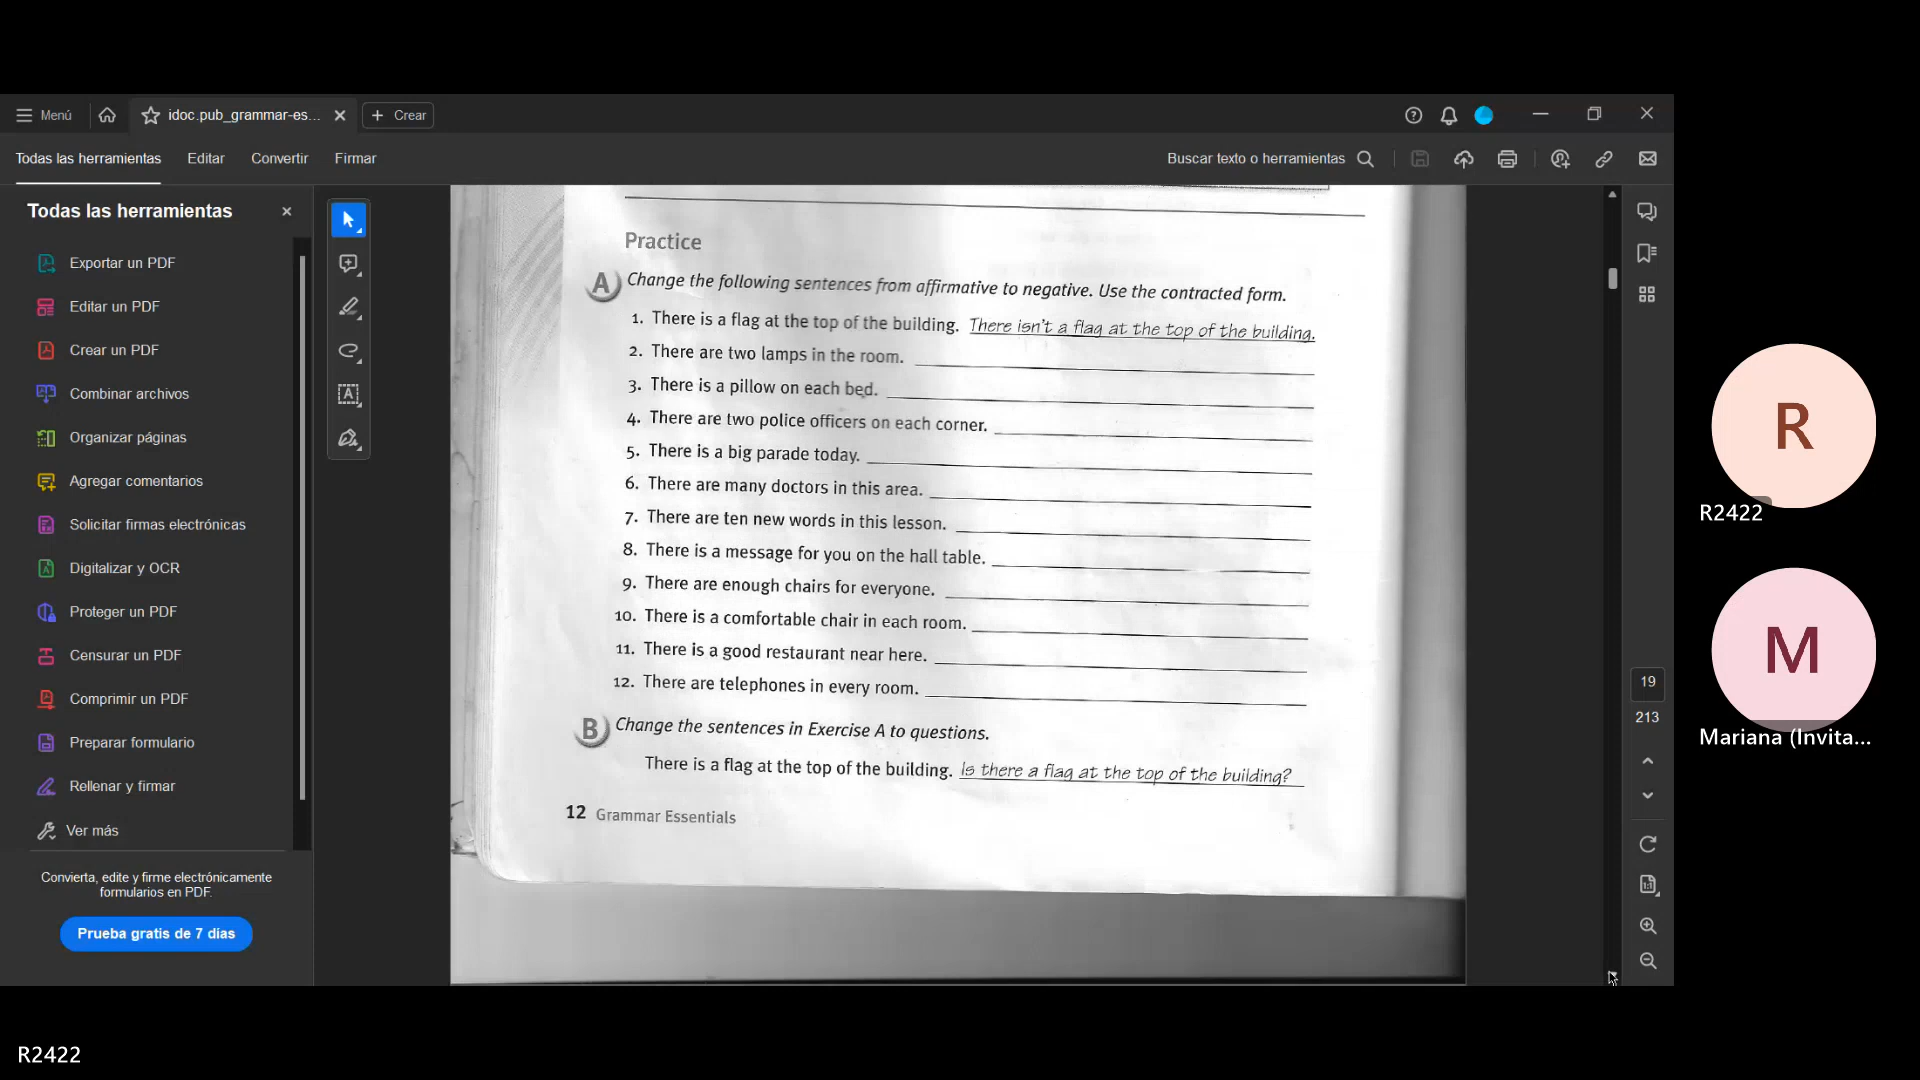 Menú
idoc.pub_grammar-es...
Crear
Todas las herramientas
Editar
Convertir
Firmar
Buscar texto o herramientas
Todas las herramientas
Exportar un PDF
Editar un PDF
Crear un PDF
Combinar archivos
Organizar páginas
Agregar comentarios
Solicitar firmas electrónicas
Digitalizar y OCR
Proteger un PDF
Censurar un PDF
Comprimir un PDF
Preparar formulario
Rellenar y firmar
Ver más
Convierta, edite y firme electrónicamente
formularios en PDF.
Prueba gratis de 7 días
Practice
A Change the following sentences from affirmative to negative. Use the contracted form.
1. There is a flag at the top of the building. There isn't a flag at the top of the building.
2. There are two lamps in the room.
3. There is a pillow on each bed.
4. There are two police officers on each corner.
5. There is a big parade today.
6. There are many doctors in this area.
7. There are ten new words in this lesson.
8. There is a message for you on the hall table.
9. There are enough chairs for everyone.
10. There is a comfortable chair in each room.
11. There is a good restaurant near here.
12. There are telephones in every room.
B Change the sentences in Exercise A to questions.
There is a flag at the top of the building. Is there a flag at the top of the building?
12 Grammar Essentials
19
213
R
R2422
M
Mariana (Invita...
R2422